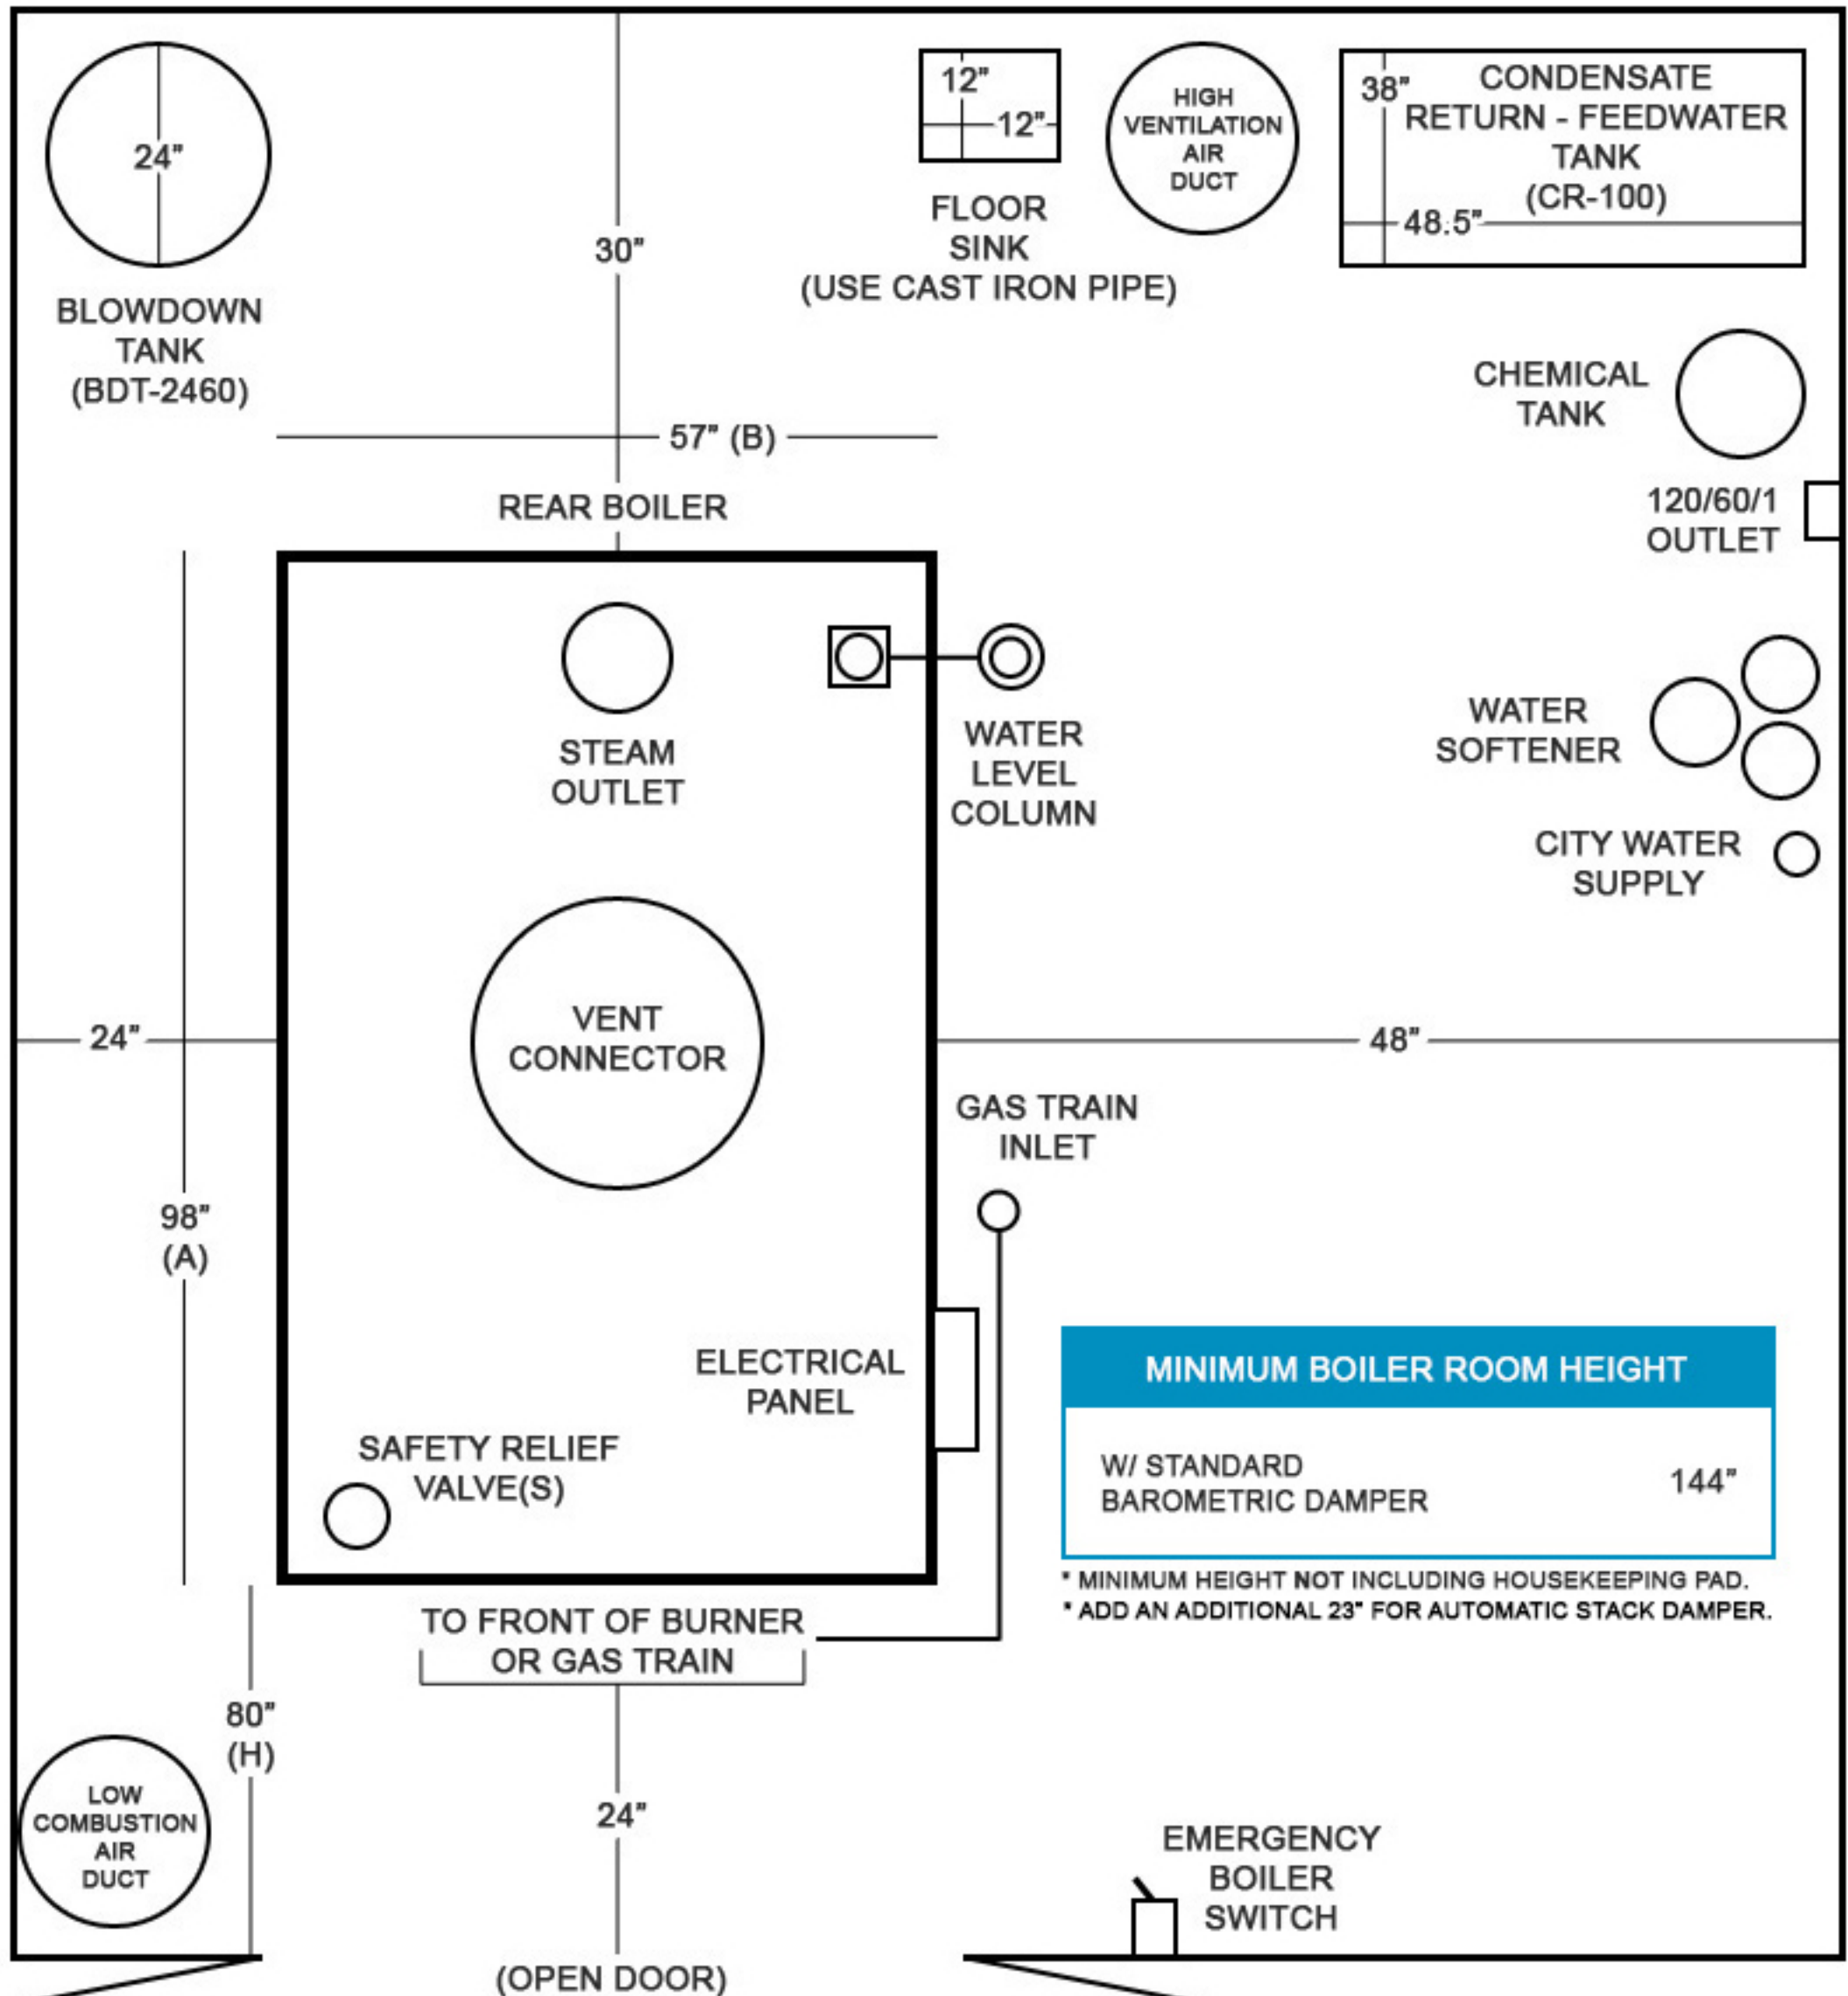 24”
BLOWDOWN
TANK
(BDT-2460)
30”
12”
12”
FLOOR
SINK
(USE CAST IRON PIPE)
HIGH
VENTILATION
AIR
DUCT
38”
CONDENSATE
RETURN - FEEDWATER
TANK
(CR-100)
48.5”
CHEMICAL
TANK
57” (B)
REAR BOILER
120/60/1
OUTLET
STEAM
OUTLET
WATER
LEVEL
COLUMN
WATER
SOFTENER
CITY WATER
SUPPLY
VENT
CONNECTOR
24”
48”
GAS TRAIN
INLET
98”
(A)
ELECTRICAL
PANEL
SAFETY RELIEF
VALVE(S)
MINIMUM BOILER ROOM HEIGHT
W/ STANDARD
BAROMETRIC DAMPER
144”
* MINIMUM HEIGHT NOT INCLUDING HOUSEKEEPING PAD.
* ADD AN ADDITIONAL 23” FOR AUTOMATIC STACK DAMPER.
TO FRONT OF BURNER
OR GAS TRAIN
80”
(H)
24”
LOW
COMBUSTION
AIR
DUCT
EMERGENCY
BOILER
SWITCH
(OPEN DOOR)